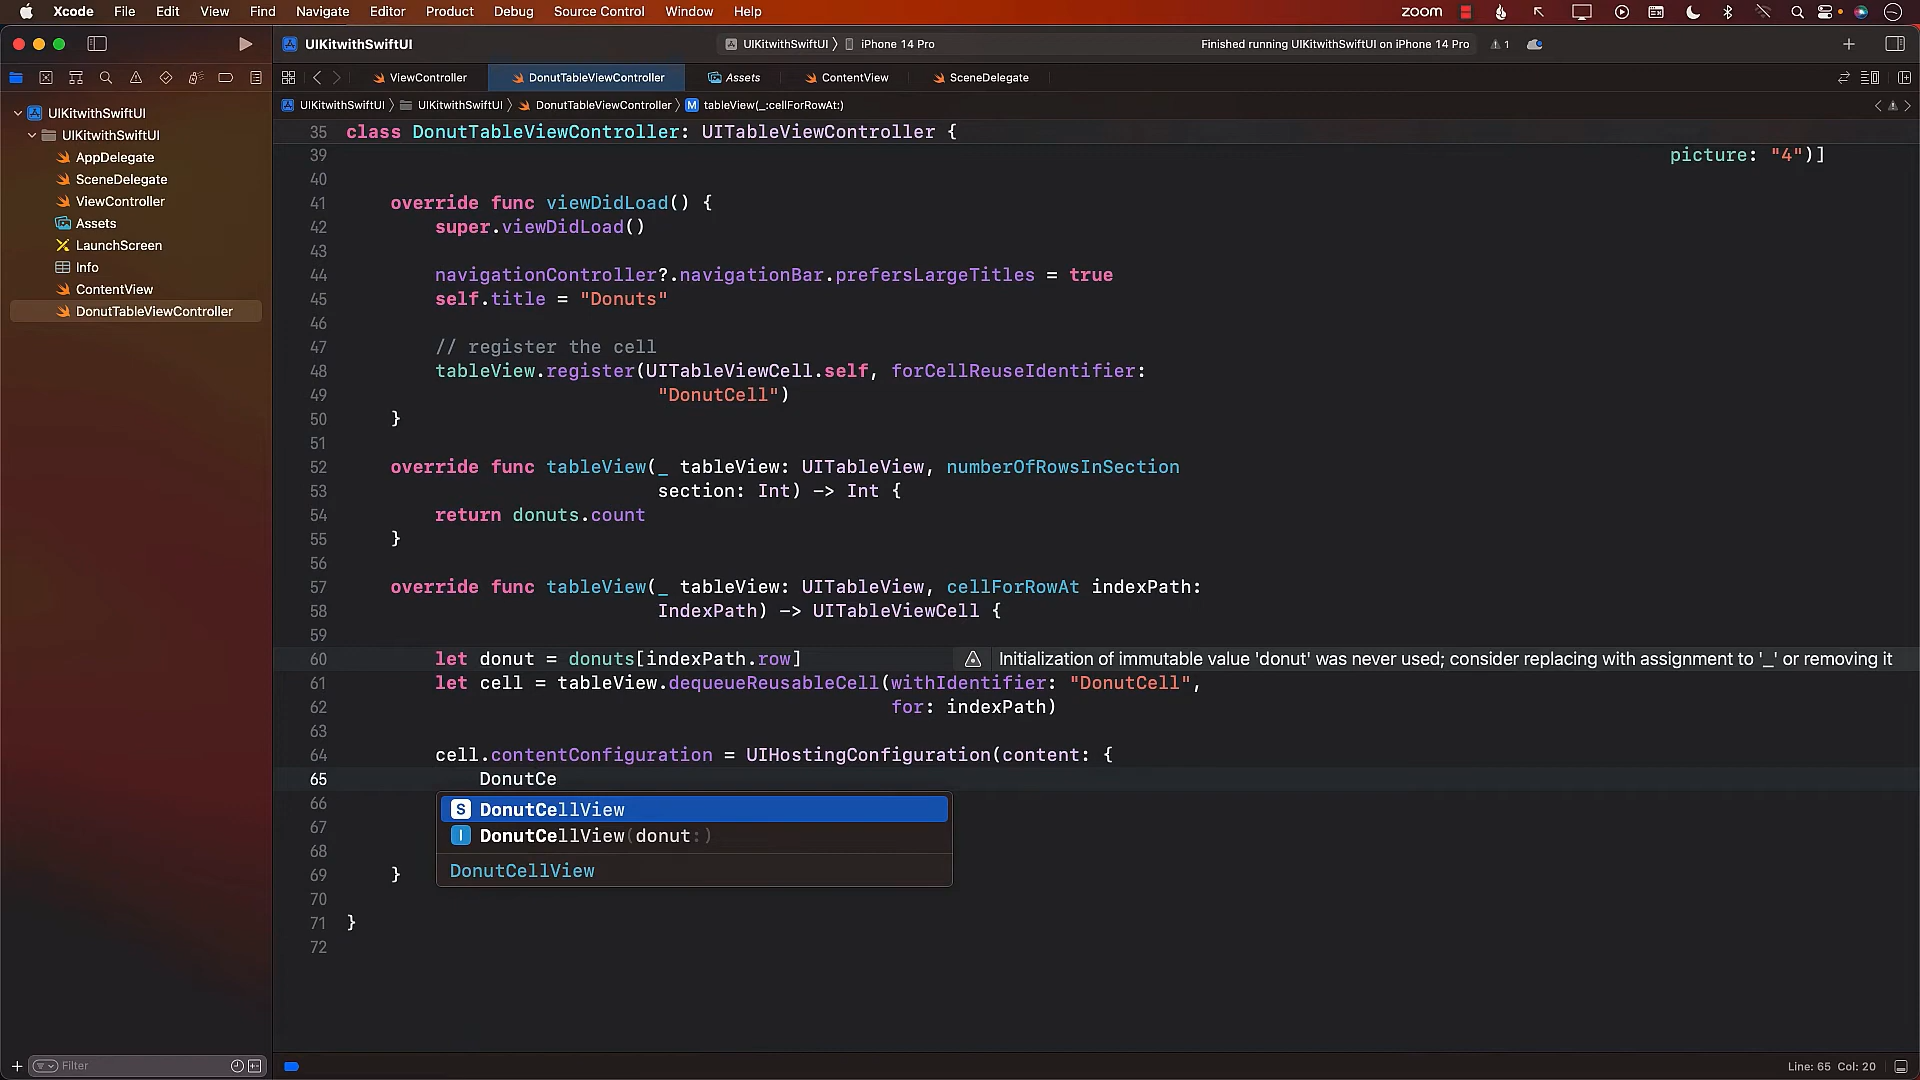 Xcode File Edit View Find Navigate Editor Product Debug Source Control Window Help zoom
UIKitwithSwiftUI UIKitwithSwiftUI 〉 iPhone 14 Pro Finished running UIKitwithSwiftUI on iPhone 14 Pro 1
ViewController DonutTableViewController Assets ContentView SceneDelegate
UIKitwithSwiftUI 〉 UIKitwithSwiftUI 〉 DonutTableViewController 〉 M tableView(_:cellForRowAt:)
UIKitwithSwiftUI
UIKitwithSwiftUI
AppDelegate
SceneDelegate
ViewController
Assets
LaunchScreen
Info
ContentView
DonutTableViewController
Filter
35 class DonutTableViewController: UITableViewController {
39 picture: "4")]
40
41 override func viewDidLoad() {
42 super.viewDidLoad()
43
44 navigationController?.navigationBar.prefersLargeTitles = true
45 self.title = "Donuts"
46
47 // register the cell
48 tableView.register(UITableViewCell.self, forCellReuseIdentifier:
49 "DonutCell")
50 }
51
52 override func tableView(_ tableView: UITableView, numberOfRowsInSection
53 section: Int) -> Int {
54 return donuts.count
55 }
56
57 override func tableView(_ tableView: UITableView, cellForRowAt indexPath:
58 IndexPath) -> UITableViewCell {
59
60 let donut = donuts[indexPath.row] Initialization of immutable value 'donut' was never used; consider replacing with assignment to '_' or removing it
61 let cell = tableView.dequeueReusableCell(withIdentifier: "DonutCell",
62 for: indexPath)
63
64 cell.contentConfiguration = UIHostingConfiguration(content: {
65 DonutCe
66 S DonutCellView
67 I DonutCellView(donut:)
68 DonutCellView
69 }
70
71 }
72
Line: 65 Col: 20